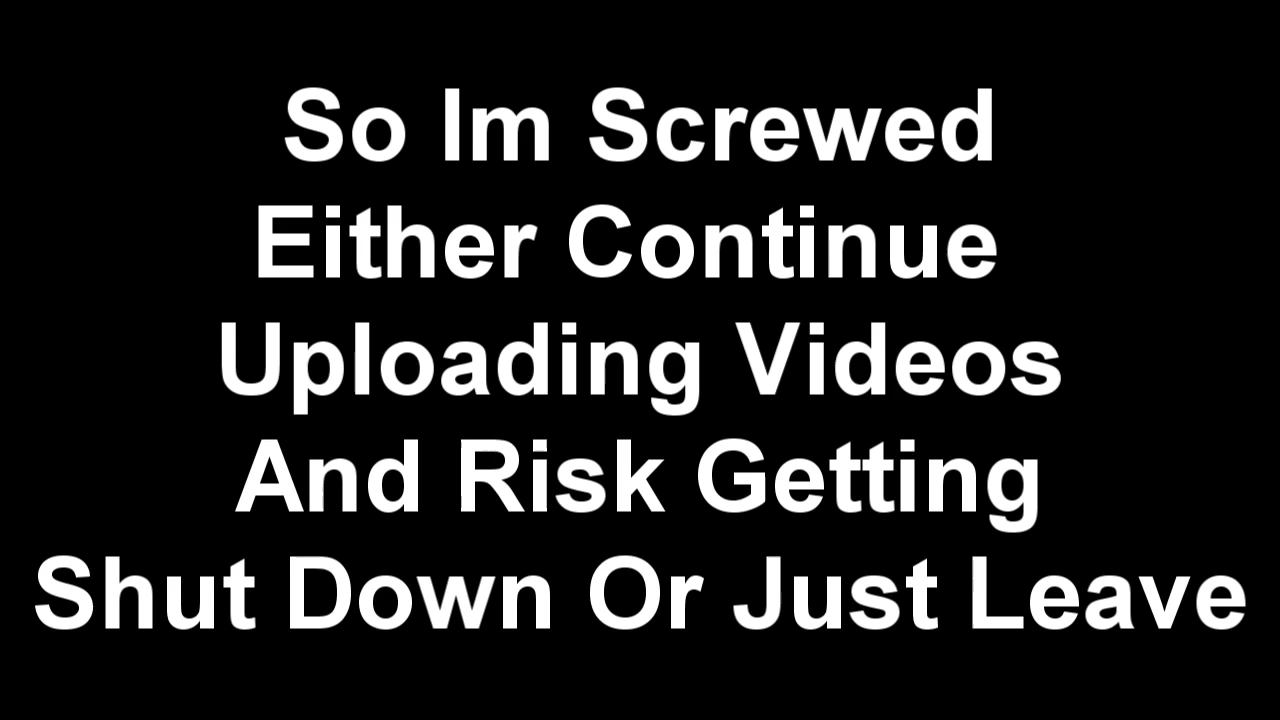 So Im Screwed
Either Continue
Uploading Videos
And Risk Getting
Shut Down Or Just Leave